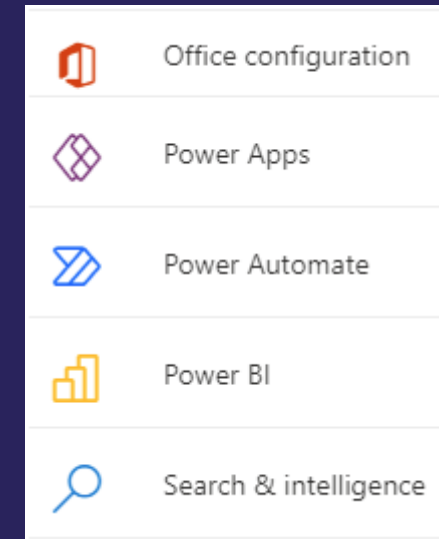 Office configuration
Power Apps
Power Automate
Power BI
Search & intelligence